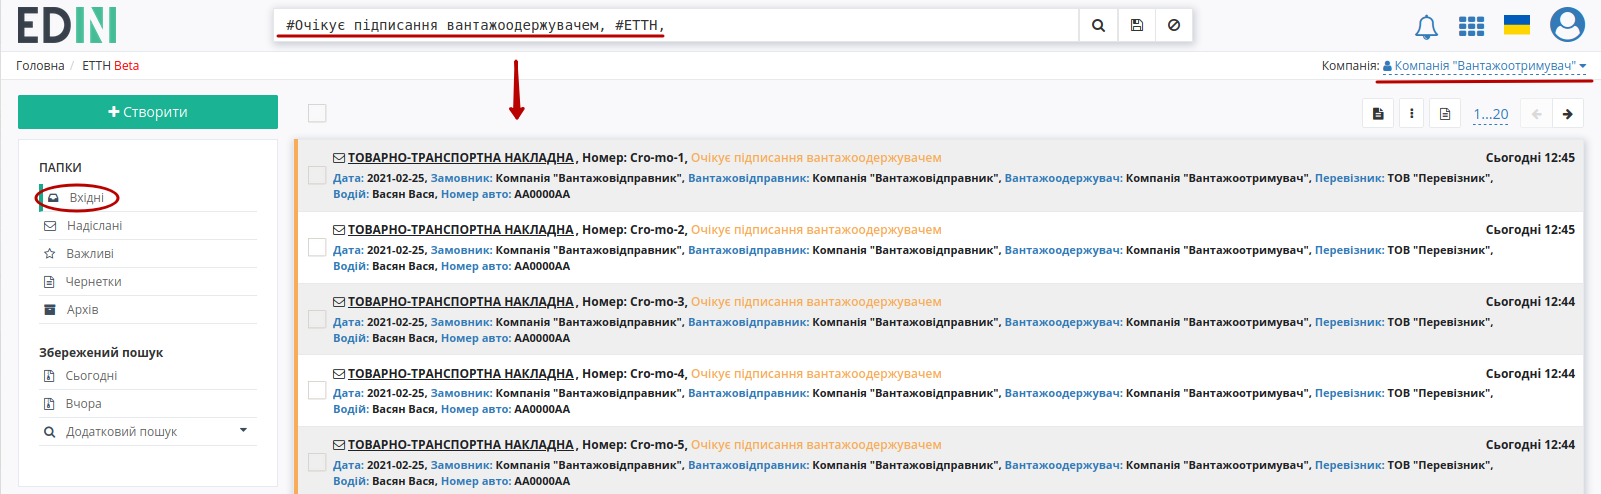 EDIN
#Очікує підписання вантажоодержувачем, #ЕТТН,
Головна / ЕТТН Beta
Компанія: Компанія "Вантажоотримувач"
Створити
1...20
ПАПКИ
Вхідні
Надіслані
Важливі
Чернетки
Архів
Збережений пошук
Сьогодні
Вчора
Додатковий пошук
ТОВАРНО-ТРАНСПОРТНА НАКЛАДНА, Номер: Cro-mo-1, Очікує підписання вантажоодержувачем Сьогодні 12:45
Дата: 2021-02-25, Замовник: Компанія "Вантажовідправник", Вантажовідправник: Компанія "Вантажовідправник", Вантажоодержувач: Компанія "Вантажоотримувач", Перевізник: ТОВ "Перевізник",
Водій: Васян Вася, Номер авто: АА0000АА
ТОВАРНО-ТРАНСПОРТНА НАКЛАДНА, Номер: Cro-mo-2, Очікує підписання вантажоодержувачем Сьогодні 12:45
Дата: 2021-02-25, Замовник: Компанія "Вантажовідправник", Вантажовідправник: Компанія "Вантажовідправник", Вантажоодержувач: Компанія "Вантажоотримувач", Перевізник: ТОВ "Перевізник",
Водій: Васян Вася, Номер авто: АА0000АА
ТОВАРНО-ТРАНСПОРТНА НАКЛАДНА, Номер: Cro-mo-3, Очікує підписання вантажоодержувачем Сьогодні 12:44
Дата: 2021-02-25, Замовник: Компанія "Вантажовідправник", Вантажовідправник: Компанія "Вантажовідправник", Вантажоодержувач: Компанія "Вантажоотримувач", Перевізник: ТОВ "Перевізник",
Водій: Васян Вася, Номер авто: АА0000АА
ТОВАРНО-ТРАНСПОРТНА НАКЛАДНА, Номер: Cro-mo-4, Очікує підписання вантажоодержувачем Сьогодні 12:44
Дата: 2021-02-25, Замовник: Компанія "Вантажовідправник", Вантажовідправник: Компанія "Вантажовідправник", Вантажоодержувач: Компанія "Вантажоотримувач", Перевізник: ТОВ "Перевізник",
Водій: Васян Вася, Номер авто: АА0000АА
ТОВАРНО-ТРАНСПОРТНА НАКЛАДНА, Номер: Cro-mo-5, Очікує підписання вантажоодержувачем Сьогодні 12:44
Дата: 2021-02-25, Замовник: Компанія "Вантажовідправник", Вантажовідправник: Компанія "Вантажовідправник", Вантажоодержувач: Компанія "Вантажоотримувач", Перевізник: ТОВ "Перевізник",
Водій: Васян Вася, Номер авто: АА0000АА